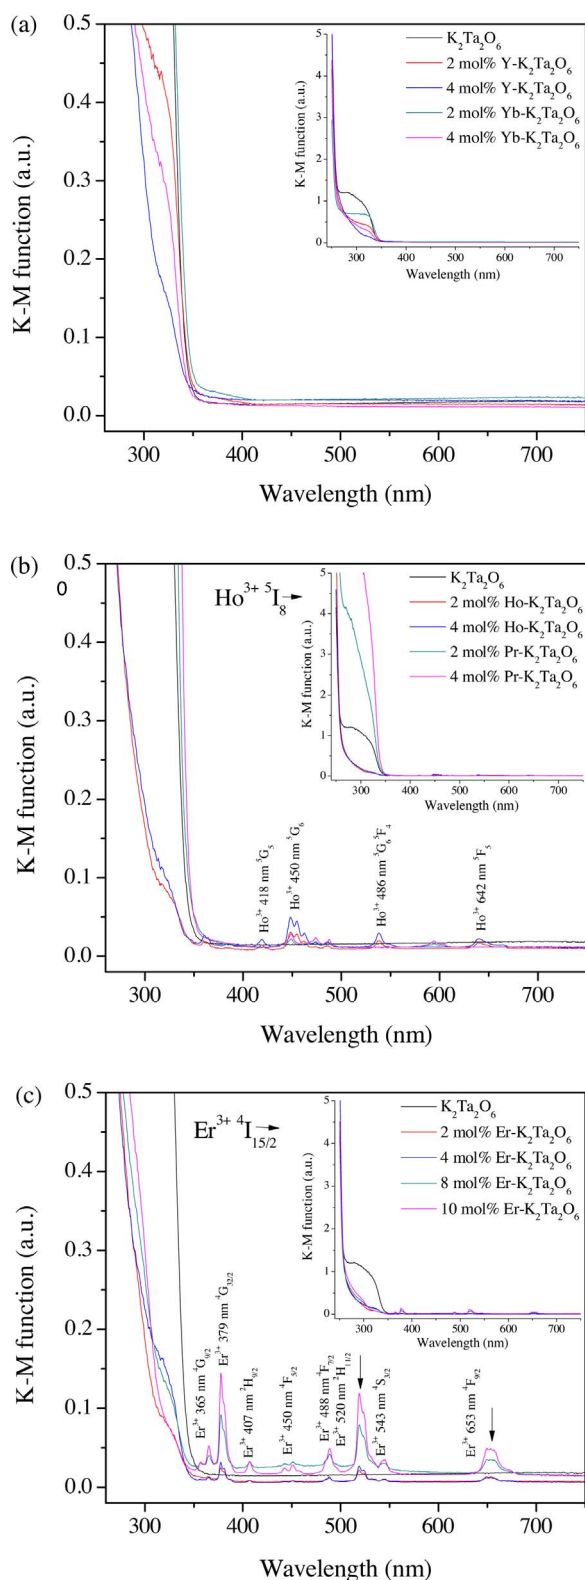 (a)
0.5
0.4
0.3
0.2
0.1
0.0
K-M function (a.u.)
300 400 500 600 700
Wavelength (nm)
K₂Ta₂O₆
2 mol% Y-K₂Ta₂O₆
4 mol% Y-K₂Ta₂O₆
2 mol% Yb-K₂Ta₂O₆
4 mol% Yb-K₂Ta₂O₆
5
4
3
2
1
0
K-M function (a.u.)
300 400 500 600 700
Wavelength (nm)
(b)
0.5
0
0.4
0.3
0.2
0.1
0.0
K-M function (a.u.)
300 400 500 600 700
Wavelength (nm)
Ho³⁺ ⁵I₈
K₂Ta₂O₆
2 mol% Ho-K₂Ta₂O₆
4 mol% Ho-K₂Ta₂O₆
2 mol% Pr-K₂Ta₂O₆
4 mol% Pr-K₂Ta₂O₆
5
4
3
2
1
0
K-M function (a.u.)
300 400 500 600 700
Wavelength (nm)
Ho³⁺ 418 nm ⁵G₅
Ho³⁺ 450 nm ⁵G₆
Ho³⁺ 486 nm ⁵G₆⁵F₄
Ho³⁺ 642 nm ⁵F₅
(c)
0.5
0.4
0.3
0.2
0.1
0.0
K-M function (a.u.)
300 400 500 600 700
Wavelength (nm)
Er³⁺ ⁴I₁₅/₂
K₂Ta₂O₆
2 mol% Er-K₂Ta₂O₆
4 mol% Er-K₂Ta₂O₆
8 mol% Er-K₂Ta₂O₆
10 mol% Er-K₂Ta₂O₆
5
4
3
2
1
0
K-M function (a.u.)
300 400 500 600 700
Wavelength (nm)
Er³⁺ 365 nm ⁴G₉/₂
Er³⁺ 379 nm ⁴G₃₂/₂
Er³⁺ 407 nm ²H₉/₂
Er³⁺ 450 nm ⁴F₅/₂
Er³⁺ 488 nm ⁴F₇/₂
Er³⁺ 520 nm ²H₁₁/₂
Er³⁺ 543 nm ⁴S₃/₂
Er³⁺ 653 nm ⁴F₉/₂